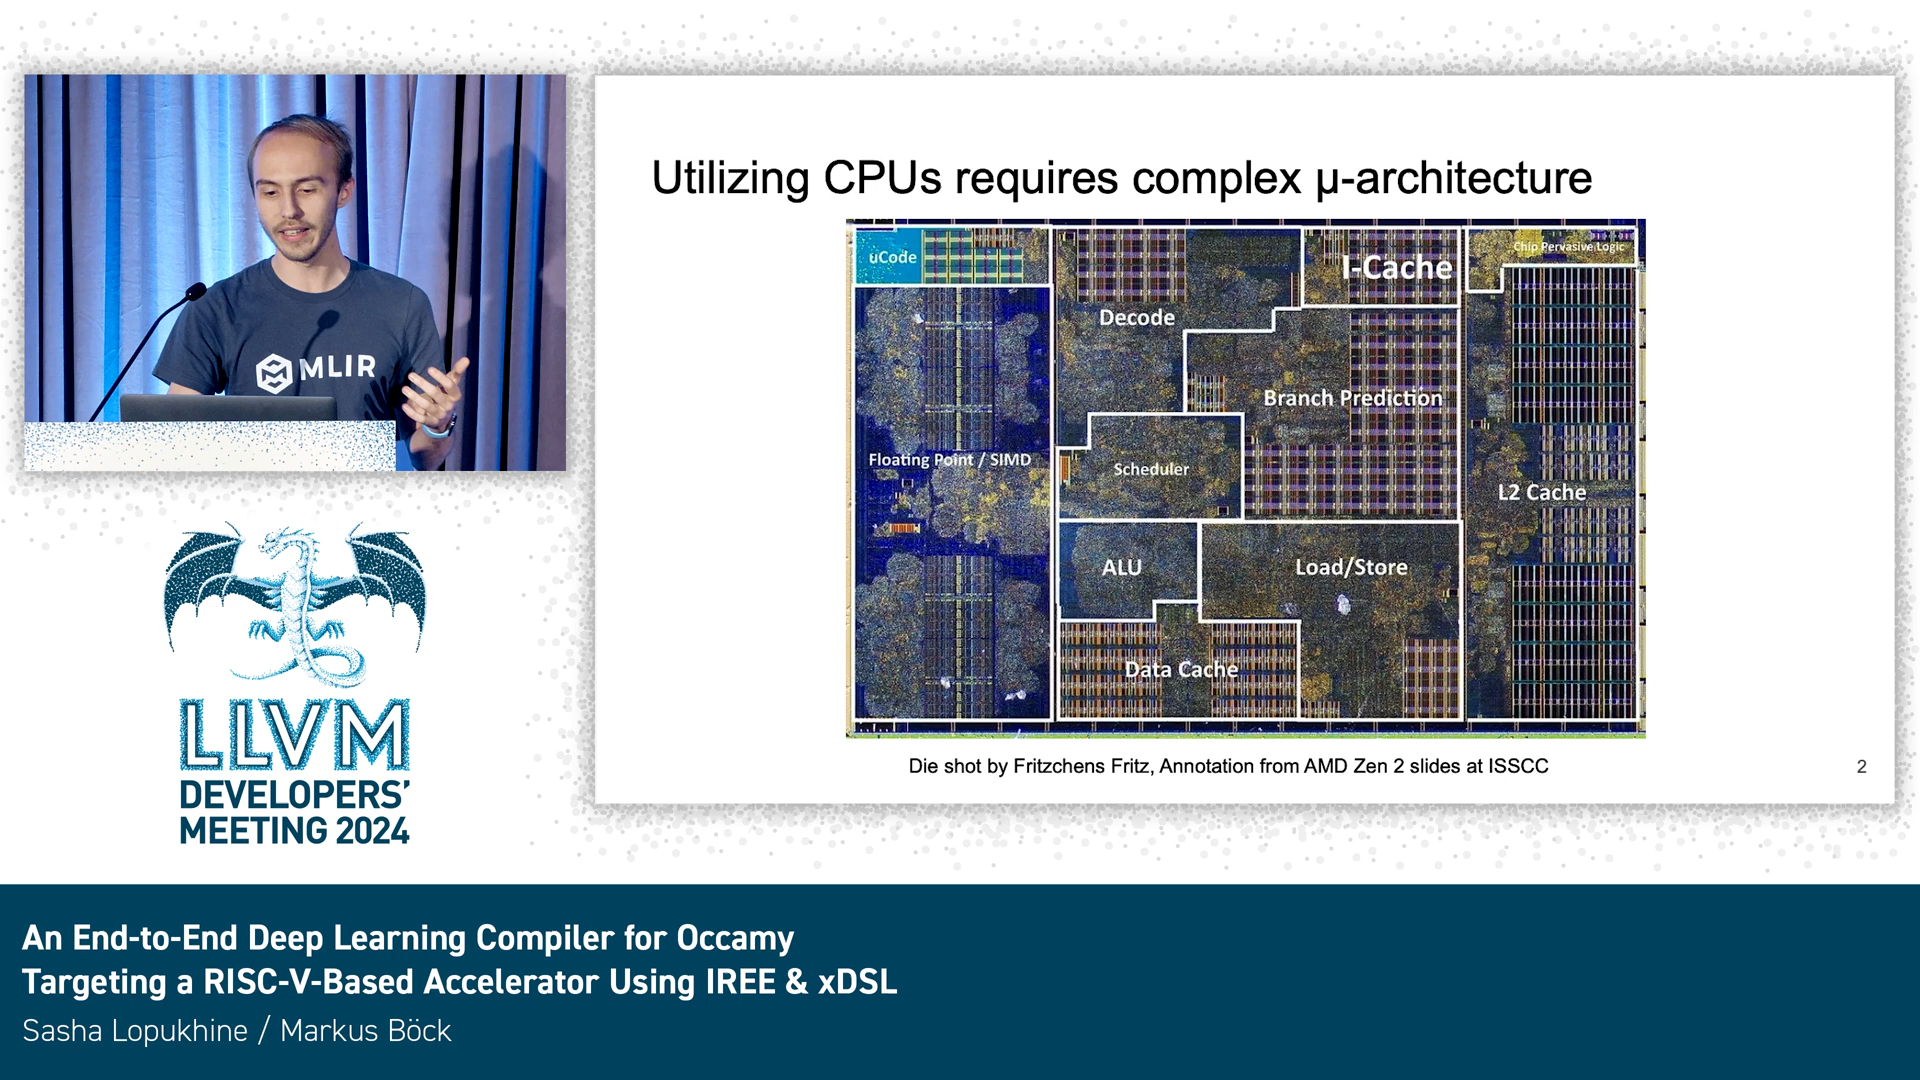 MLIR
Utilizing CPUs requires complex μ-architecture
uCode
Decode
I-Cache
Chip Pervasive Logic
Branch Prediction
Floating Point / SIMD
Scheduler
L2 Cache
ALU
Load/Store
Data Cache
Die shot by Fritzchens Fritz, Annotation from AMD Zen 2 slides at ISSCC
2
LLVM
DEVELOPERS’
MEETING 2024
An End-to-End Deep Learning Compiler for Occamy
Targeting a RISC-V-Based Accelerator Using IREE & xDSL
Sasha Lopukhine / Markus Böck